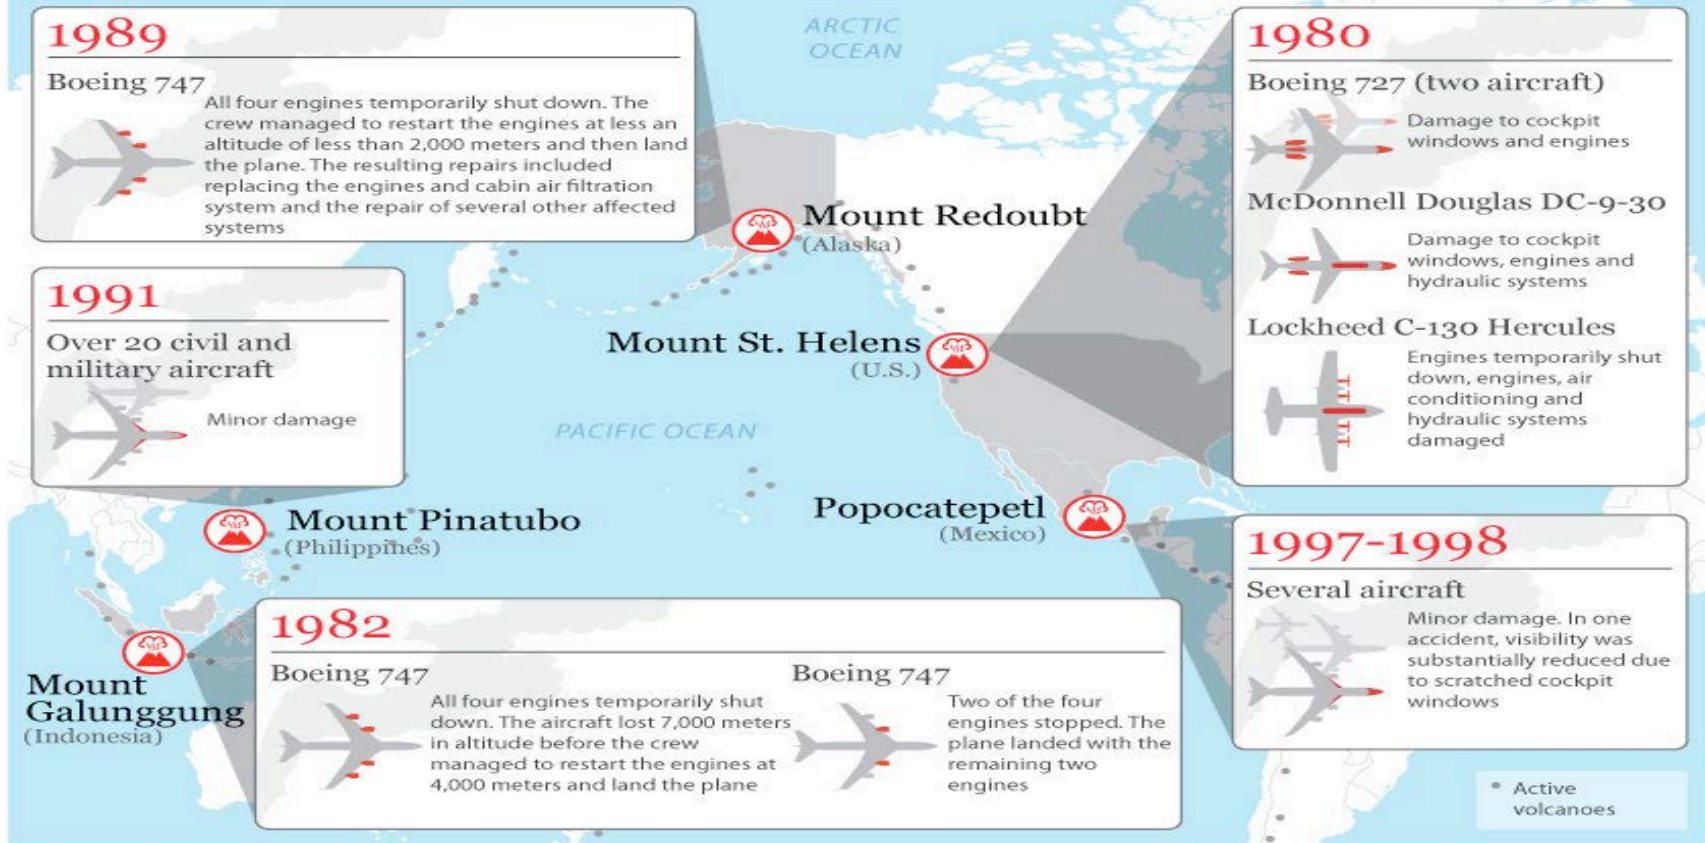 1989
Boeing 747
All four engines temporarily shut down. The
crew managed to restart the engines at less an
altitude of less than 2,000 meters and then land
the plane. The resulting repairs included
replacing the engines and cabin air filtration
system and the repair of several other affected
systems
ARCTIC
OCEAN
1980
Boeing 727 (two aircraft)
Damage to cockpit
windows and engines
McDonnell Douglas DC-9-30
Damage to cockpit
windows, engines and
hydraulic systems
Lockheed C-130 Hercules
Engines temporarily shut
down, engines, air
conditioning and
hydraulic systems
damaged
Mount Redoubt
(Alaska)
1991
Over 20 civil and
military aircraft
Minor damage
Mount St. Helens
(U.S.)
PACIFIC OCEAN
Mount Pinatubo
(Philippines)
Popocatepetl
(Mexico)
1997-1998
Several aircraft
Minor damage. In one
accident, visibility was
substantially reduced due
to scratched cockpit
windows
Mount
Galunggung
(Indonesia)
1982
Boeing 747
All four engines temporarily shut
down. The aircraft lost 7,000 meters
in altitude before the crew
managed to restart the engines at
4,000 meters and land the plane
Boeing 747
Two of the four
engines stopped. The
plane landed with the
remaining two
engines
Active
volcanoes